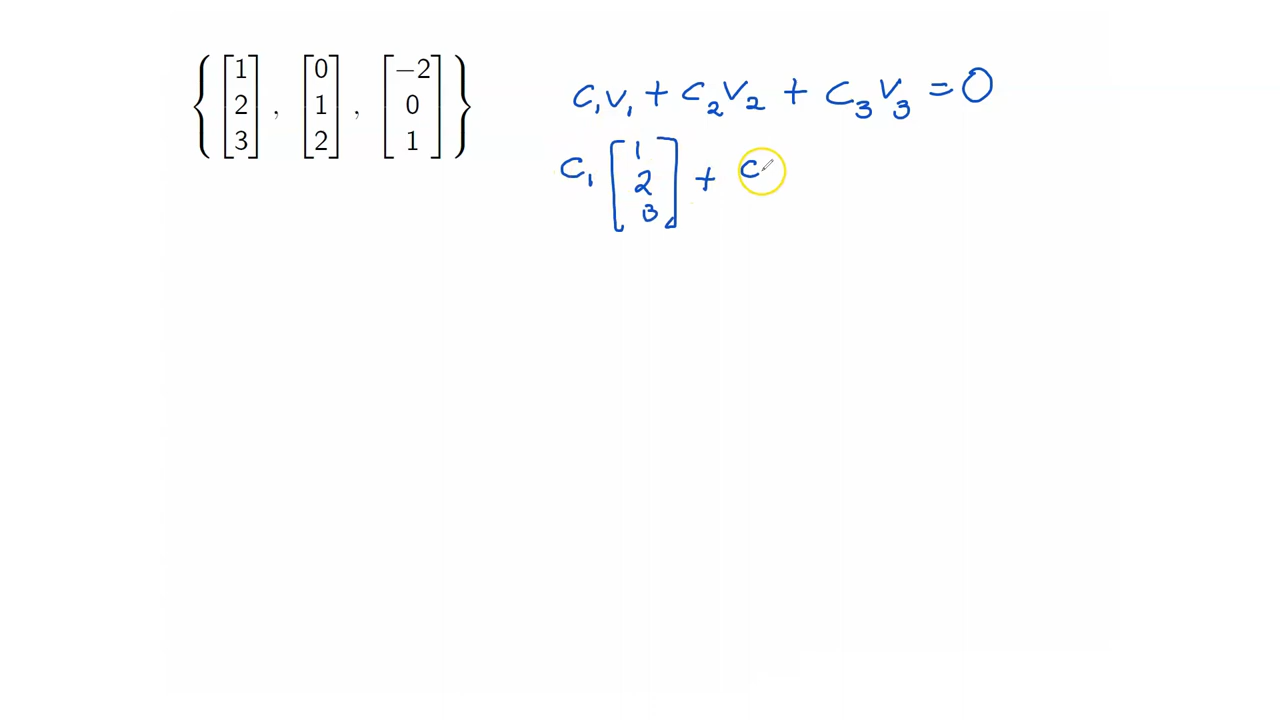 {[1 2 3], [0 1 2], [−2 0 1]}
c₁v₁ + c₂v₂ + c₃v₃ = 0
c₁ [1 2 3] + c